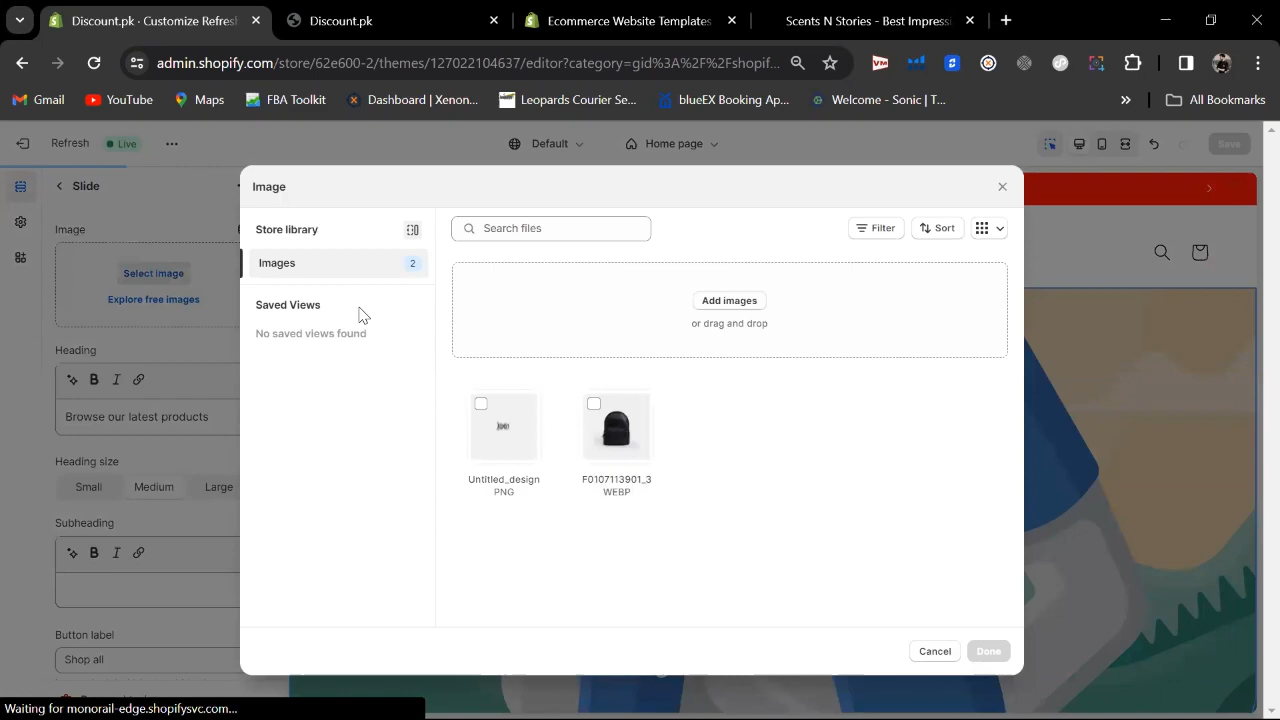 Discount.pk · Customize Refresh
Discount.pk
Ecommerce Website Templates
Scents N Stories - Best Impressi
admin.shopify.com/store/62e600-2/themes/127022104637/editor?category=gid%3A%2F%2Fshopif...
Gmail
YouTube
Maps
FBA Toolkit
Dashboard | Xenon...
Leopards Courier Se...
blueEX Booking Ap...
Welcome - Sonic | T...
All Bookmarks
Refresh
Live
Default
Home page
Save
Slide
Image
Select image
Explore free images
Heading
B I
Browse our latest products
Heading size
Small
Medium
Large
Subheading
B I
Button label
Shop all
Image
Store library
Images
2
Saved Views
No saved views found
Search files
Filter
Sort
Add images
or drag and drop
Untitled_design
PNG
F0107113901_3
WEBP
Cancel
Done
Waiting for monorail-edge.shopifysvc.com...